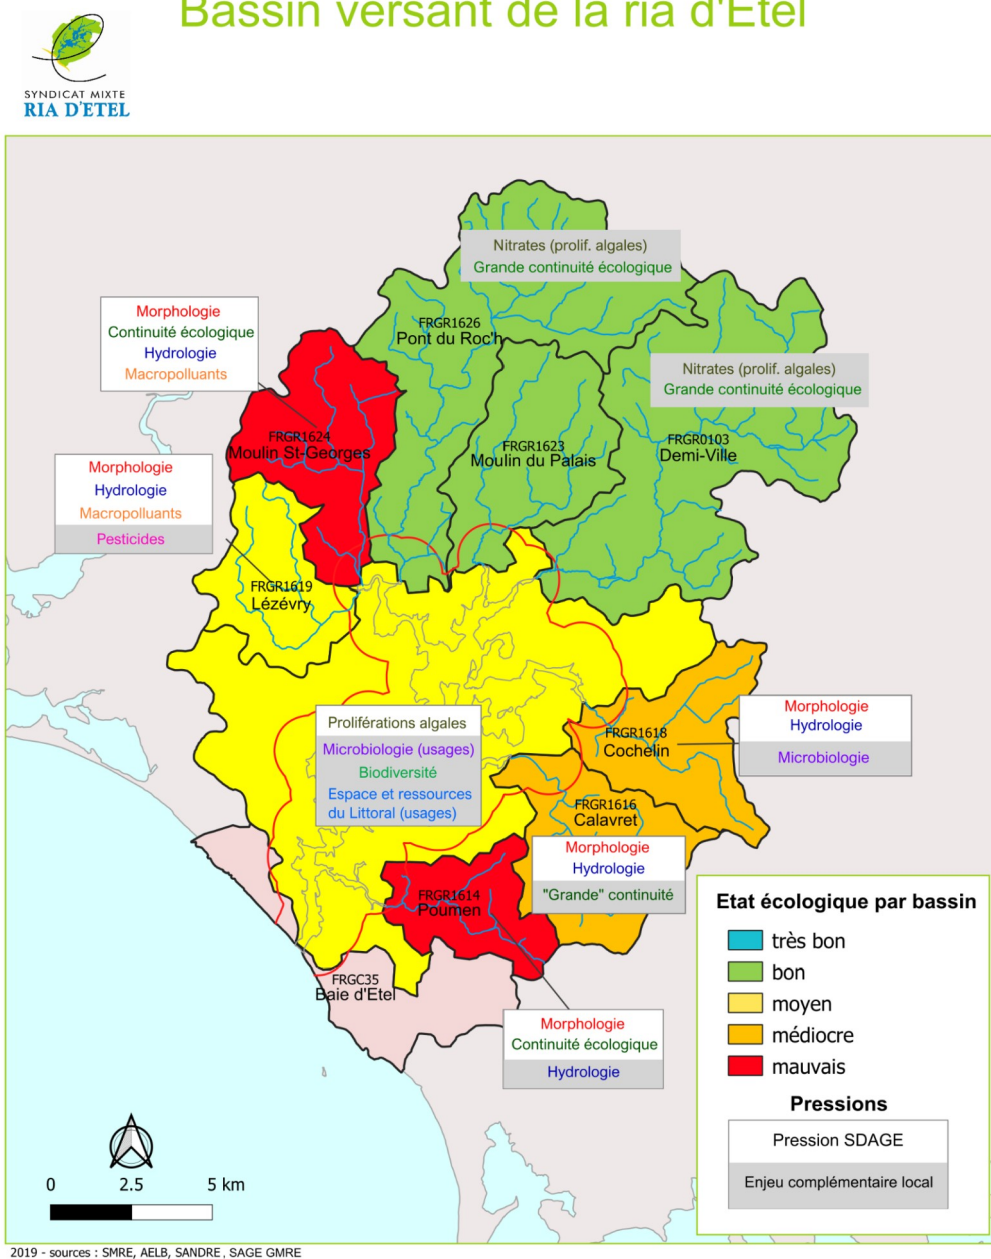 Bassin versant de la ria d'Etel
SYNDICAT MIXTE
RIA D'ETEL
Nitrates (prolif. algales)
Grande continuité écologique
Morphologie
Continuité écologique
Hydrologie
Macropolluants
FRGR1626
Pont du Roc'h
Nitrates (prolif. algales)
Grande continuité écologique
FRGR1624
Moulin St-Georges
FRGR1623
Moulin du Palais
FRGR0103
Demi-Ville
Morphologie
Hydrologie
Macropolluants
Pesticides
FRGR1619
Lézévry
Proliférations algales
Microbiologie (usages)
Biodiversité
Espace et ressources
du Littoral (usages)
FRGR1618
Cochelin
Morphologie
Hydrologie
Microbiologie
FRGR1616
Calavret
Morphologie
Hydrologie
"Grande" continuité
FRGR1614
Poumen
FRGC35
Baie d'Etel
Morphologie
Continuité écologique
Hydrologie
Etat écologique par bassin
très bon
bon
moyen
médiocre
mauvais
Pressions
Pression SDAGE
Enjeu complémentaire local
0 2.5 5 km
2019 - sources : SMRE, AELB, SANDRE, SAGE GMRE